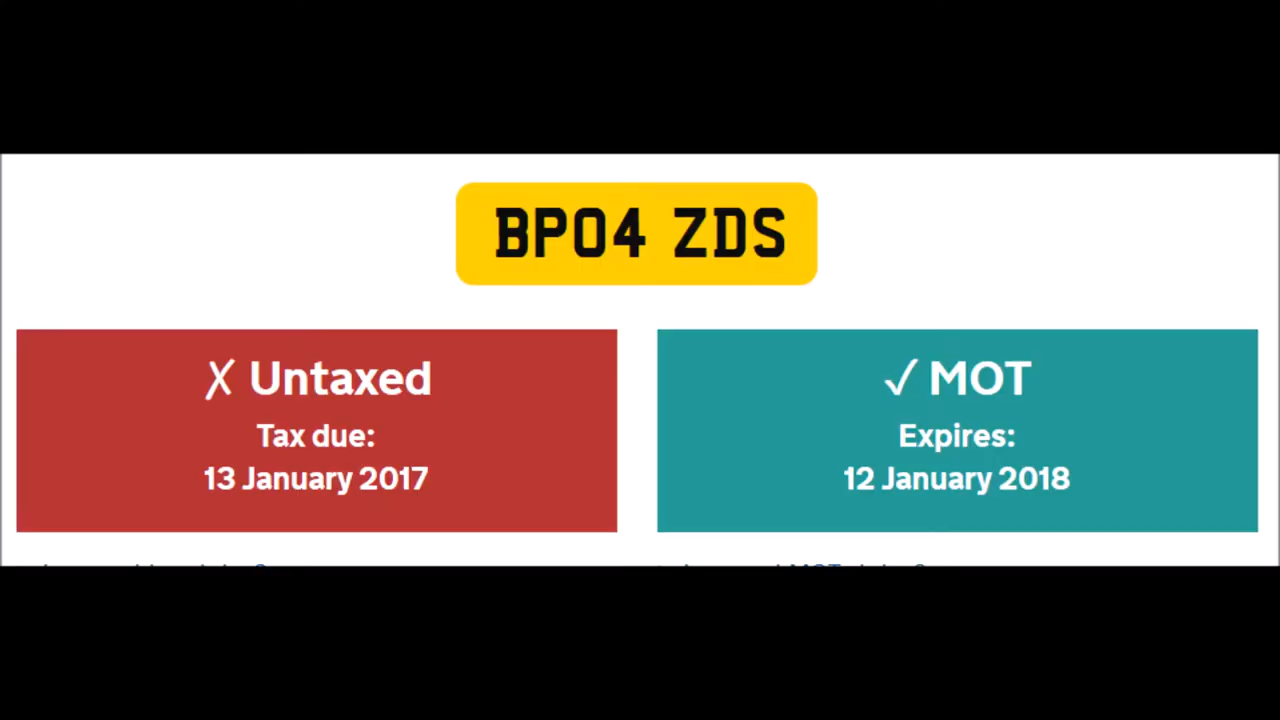 BP04 ZDS
✗ Untaxed
Tax due:
13 January 2017
✓ MOT
Expires:
12 January 2018